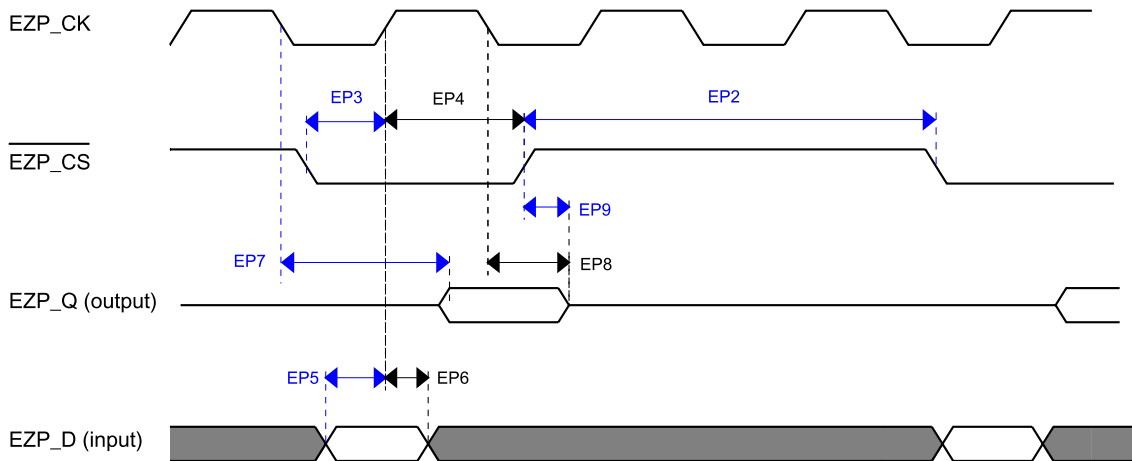 EZP_CK
EP3
EP4
EP2
EZP_CS
EP9
EP7
EP8
EZP_Q (output)
EP5
EP6
EZP_D (input)